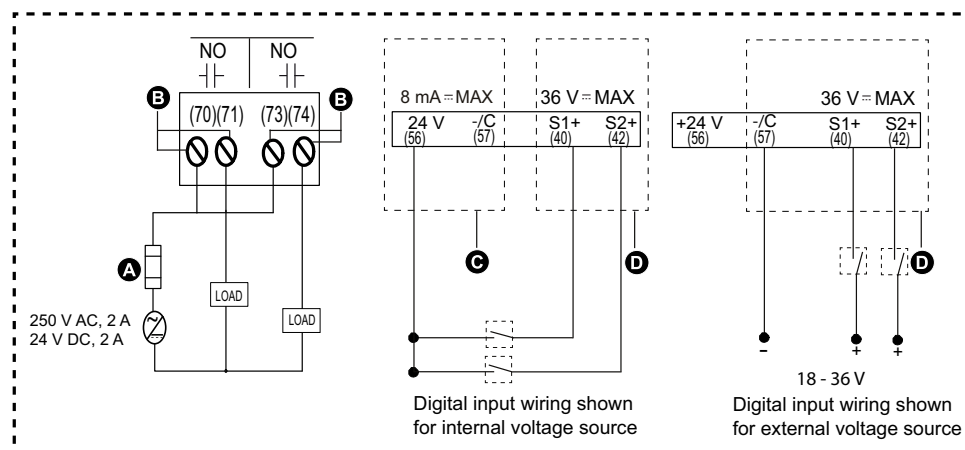 NO NO
B B
(70)(71) (73)(74)
A
LOAD
LOAD
250 V AC, 2 A
24 V DC, 2 A
8 mA⎓MAX 36 V⎓MAX
24 V -/C S1+ S2+
(56) (57) (40) (42)
C D
Digital input wiring shown
for internal voltage source
36 V⎓MAX
+24 V -/C S1+ S2+
(56) (57) (40) (42)
D
– + +
18 - 36 V
Digital input wiring shown
for external voltage source